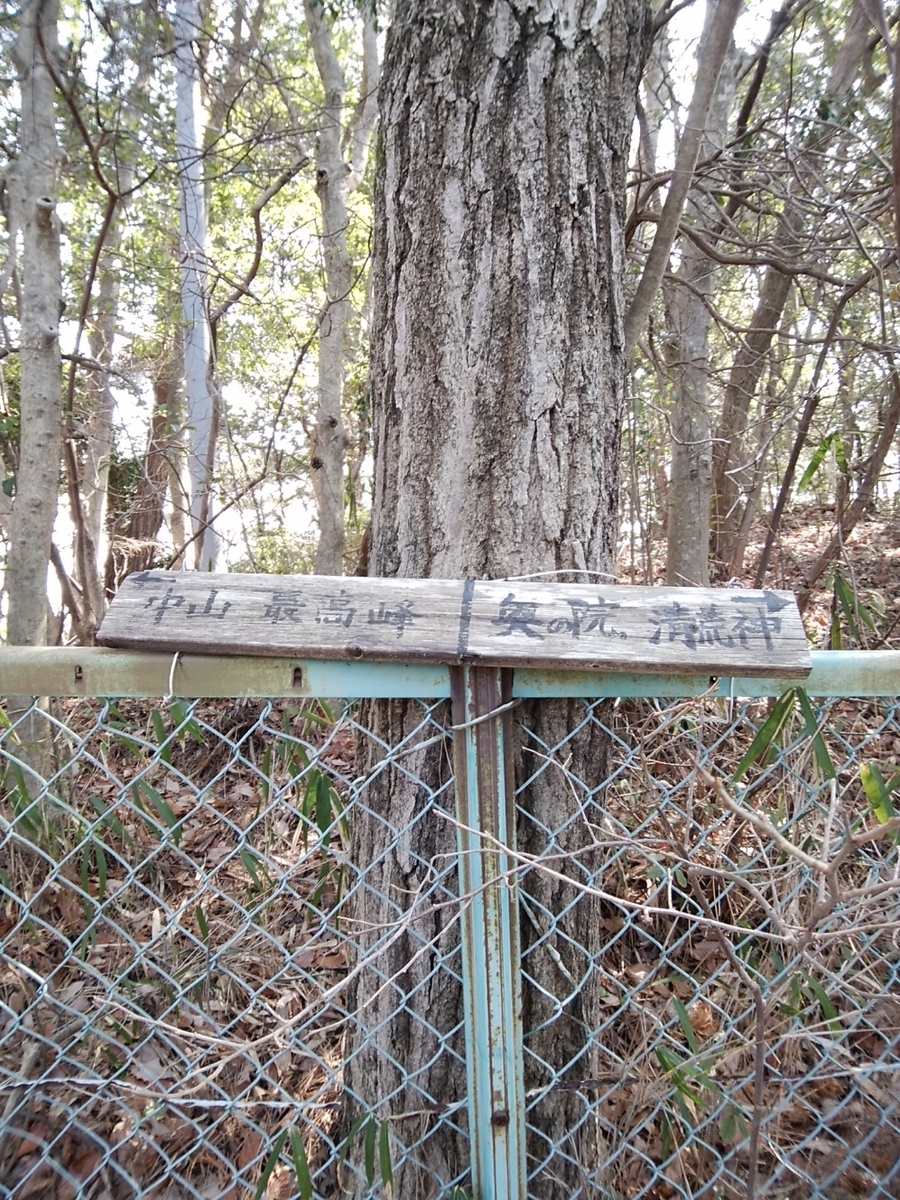 ← 中山 最高峰 | 奥の院。 清荒神 →